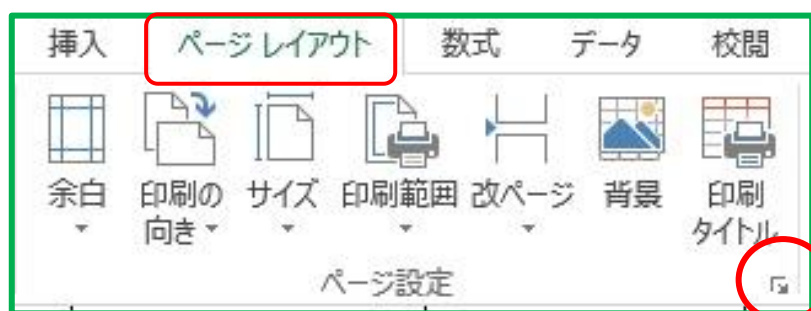 挿入 ページ レイアウト 数式 データ 校閲
余白 印刷の サイズ 印刷範囲 改ページ 背景 印刷
向き タイトル
ページ設定